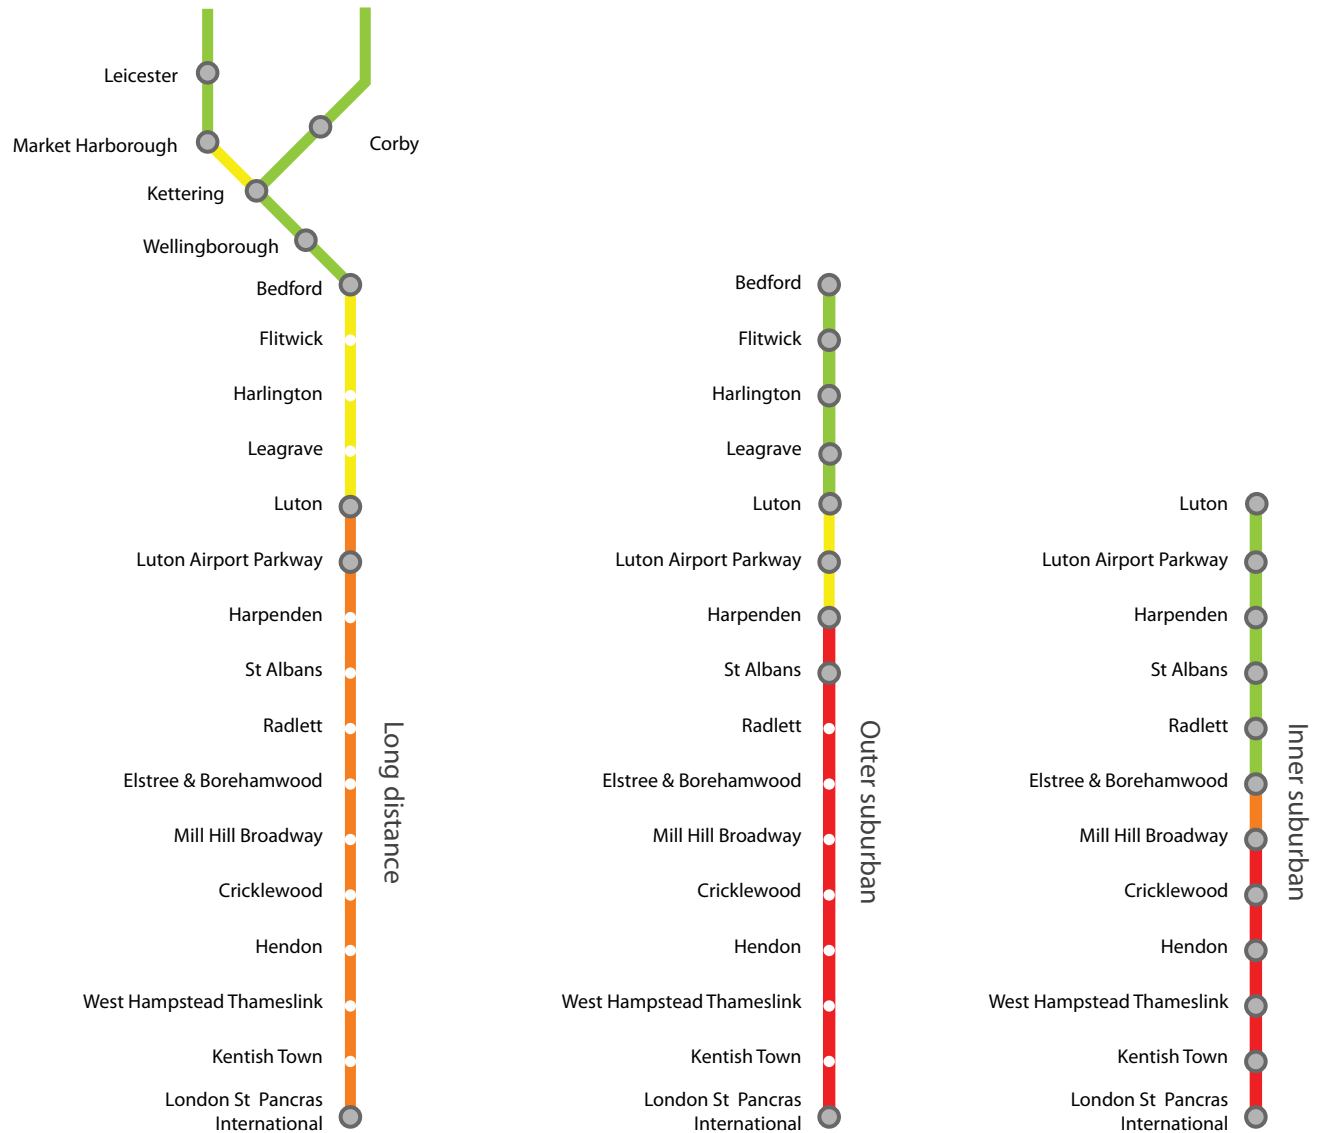 Leicester
Market Harborough
Corby
Kettering
Wellingborough
Bedford
Flitwick
Harlington
Leagrave
Luton
Luton Airport Parkway
Harpenden
St Albans
Radlett
Elstree & Borehamwood
Mill Hill Broadway
Cricklewood
Hendon
West Hampstead Thameslink
Kentish Town
London St Pancras
International
Long distance
Bedford
Flitwick
Harlington
Leagrave
Luton
Luton Airport Parkway
Harpenden
St Albans
Radlett
Elstree & Borehamwood
Mill Hill Broadway
Cricklewood
Hendon
West Hampstead Thameslink
Kentish Town
London St Pancras
International
Outer suburban
Luton
Luton Airport Parkway
Harpenden
St Albans
Radlett
Elstree & Borehamwood
Mill Hill Broadway
Cricklewood
Hendon
West Hampstead Thameslink
Kentish Town
London St Pancras
International
Inner suburban